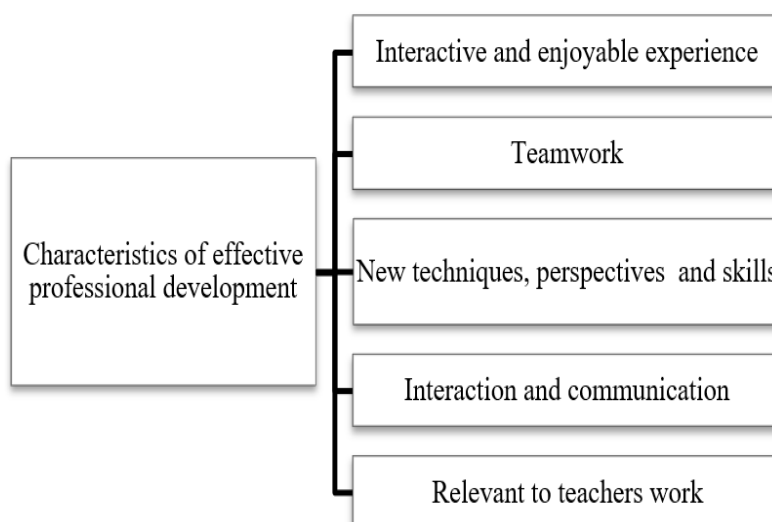 Interactive and enjoyable experience
Teamwork
Characteristics of effective
professional development
New techniques, perspectives and skills
Interaction and communication
Relevant to teachers work